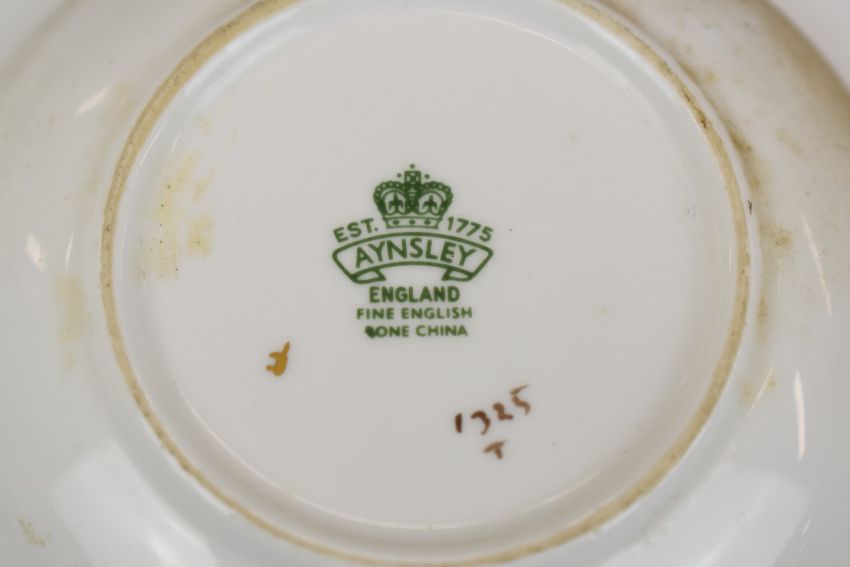 EST. 1775
AYNSLEY
ENGLAND
FINE ENGLISH
BONE CHINA
1325
T